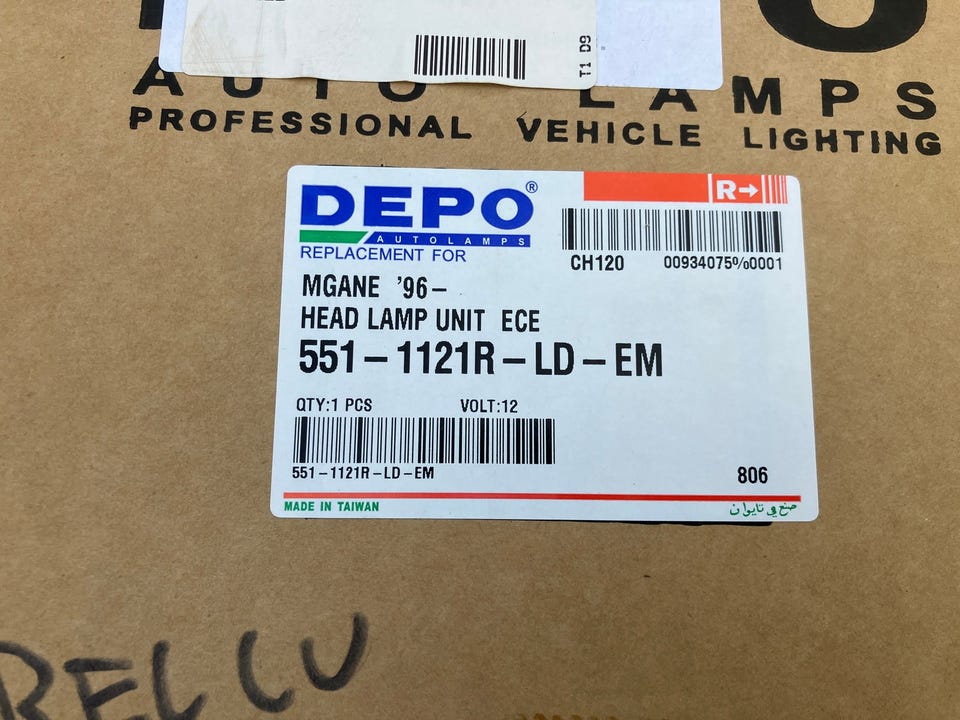 T1 D9
AUTO LAMPS
PROFESSIONAL VEHICLE LIGHTING
DEPO®
AUTOLAMPS
REPLACEMENT FOR
R→
CH120 00934075%0001
MGANE '96-
HEAD LAMP UNIT ECE
551-1121R-LD-EM
QTY:1 PCS VOLT:12
551-1121R-LD-EM
806
MADE IN TAIWAN
صنع في تايوان